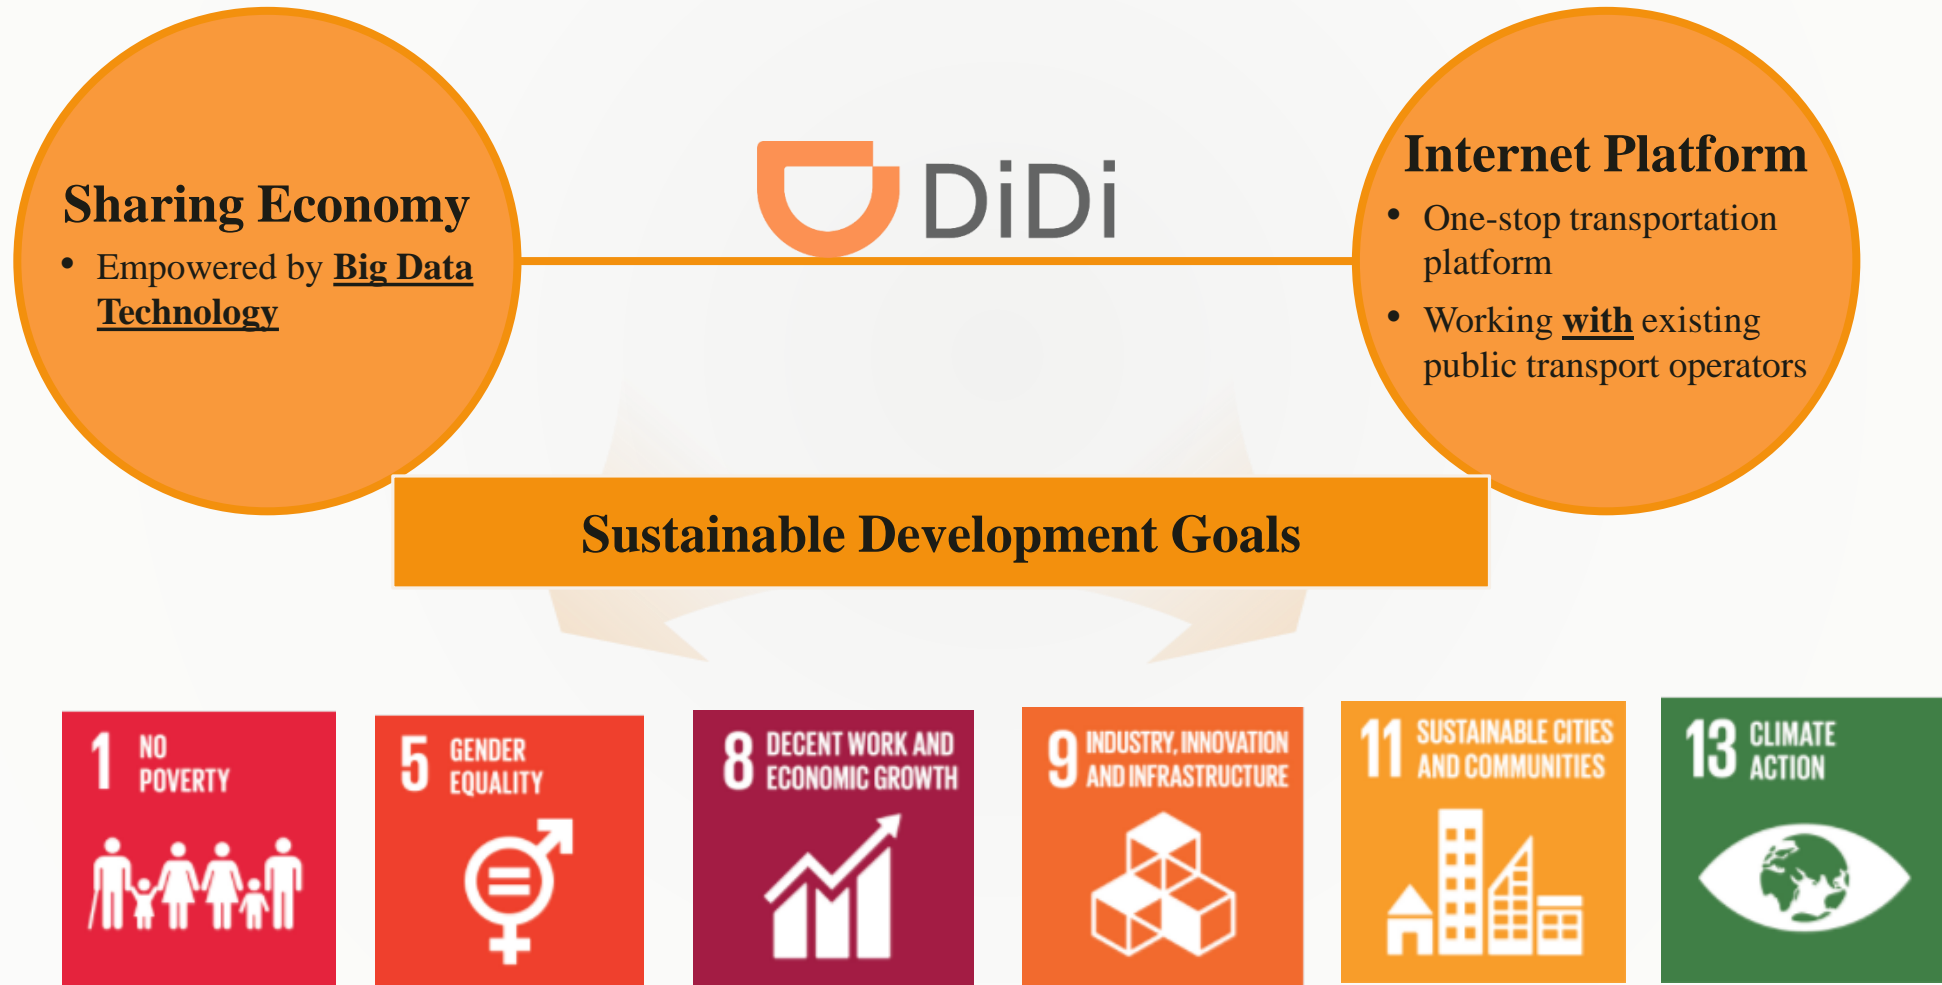 Sharing Economy
• Empowered by Big Data
Technology
DiDi
Internet Platform
• One-stop transportation
platform
• Working with existing
public transport operators
Sustainable Development Goals
1 NO
POVERTY
5 GENDER
EQUALITY
8 DECENT WORK AND
ECONOMIC GROWTH
9 INDUSTRY, INNOVATION
AND INFRASTRUCTURE
11 SUSTAINABLE CITIES
AND COMMUNITIES
13 CLIMATE
ACTION